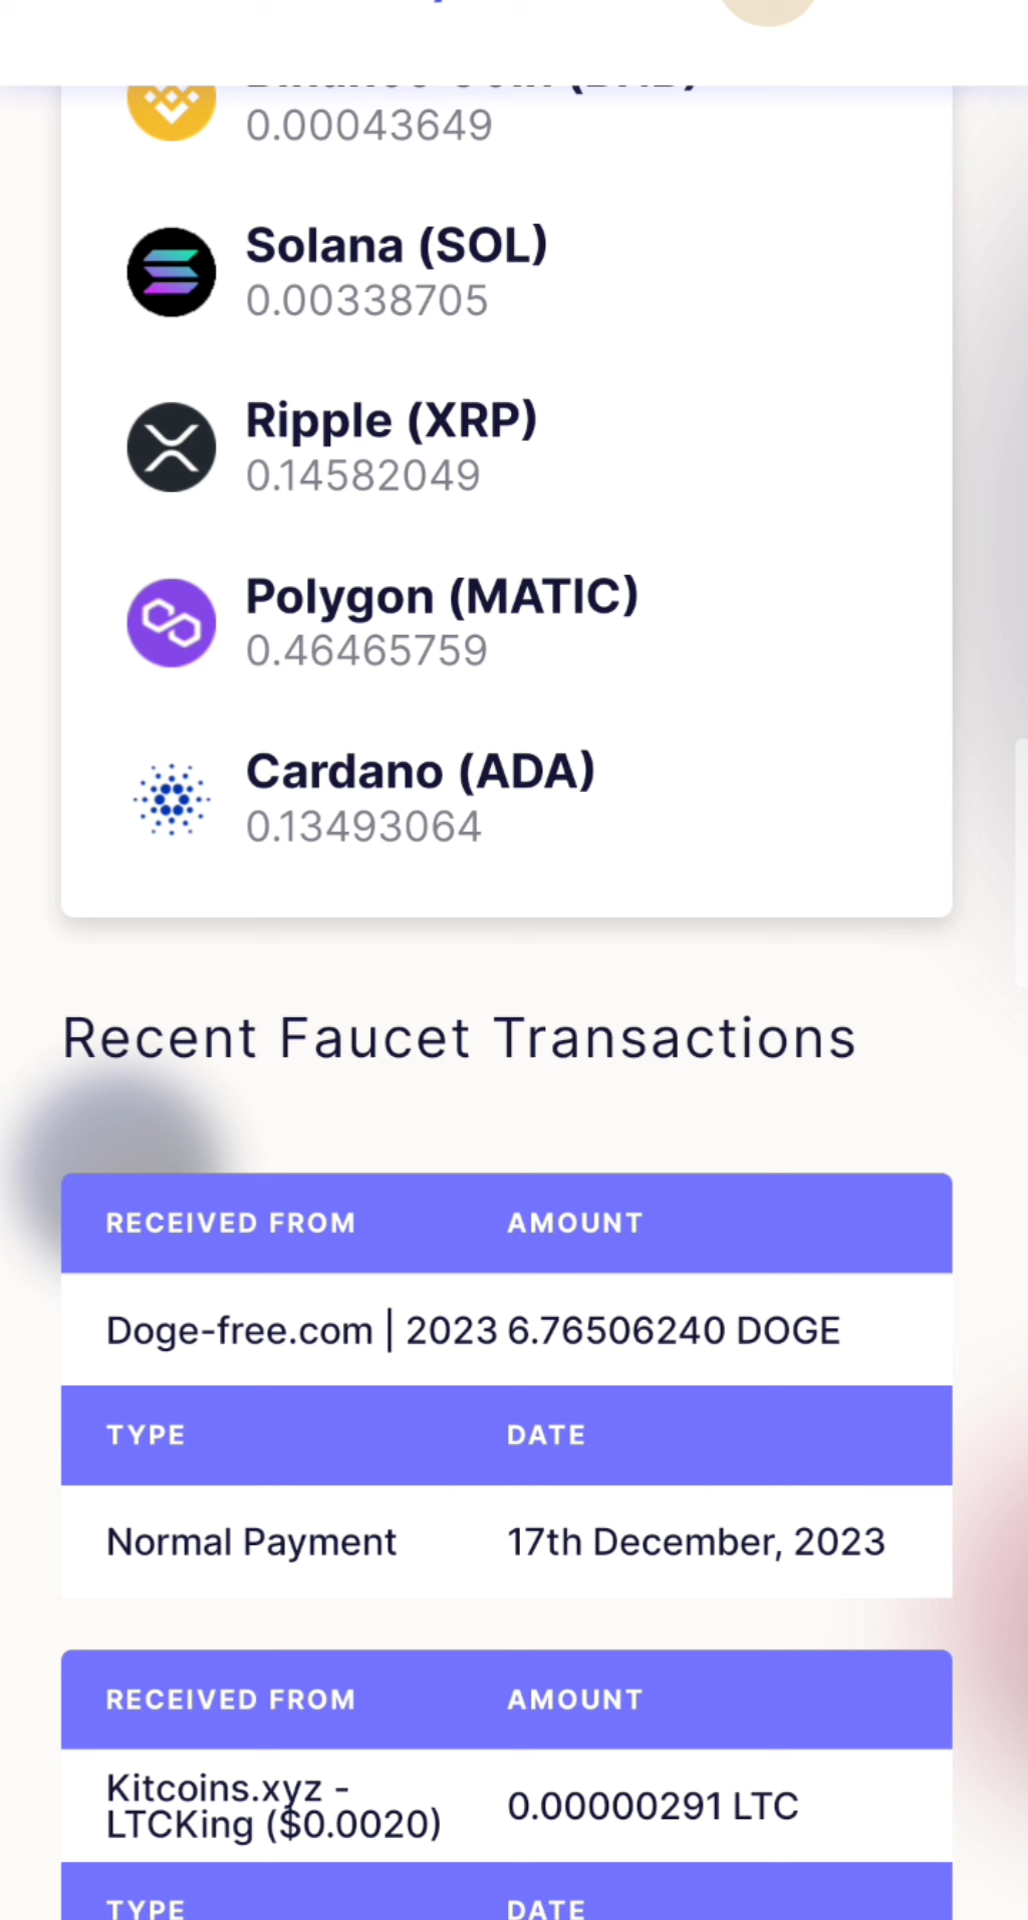 0.00043649
Solana (SOL)
0.00338705
Ripple (XRP)
0.14582049
Polygon (MATIC)
0.46465759
Cardano (ADA)
0.13493064
Recent Faucet Transactions
RECEIVED FROM AMOUNT
Doge-free.com | 2023 6.76506240 DOGE
TYPE DATE
Normal Payment 17th December, 2023
RECEIVED FROM AMOUNT
Kitcoins.xyz -
LTCKing ($0.0020) 0.00000291 LTC
TYPE DATE